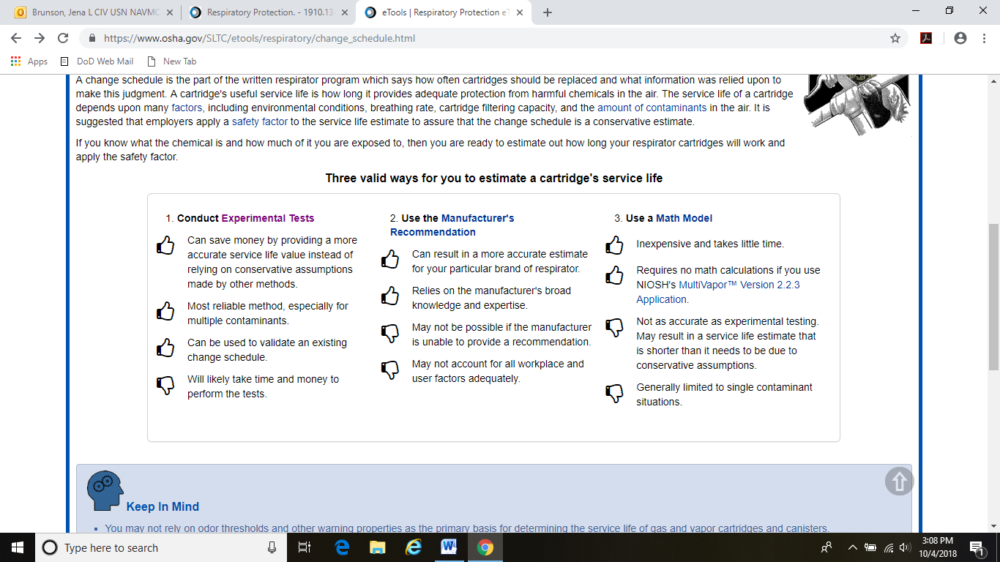 Brunson, Jena L CIV USN NAVMC
Respiratory Protection. - 1910.13
eTools | Respiratory Protection eT
https://www.osha.gov/SLTC/etools/respiratory/change_schedule.html
Apps
DoD Web Mail
New Tab
A change schedule is the part of the written respirator program which says how often cartridges should be replaced and what information was relied upon to
make this judgment. A cartridge's useful service life is how long it provides adequate protection from harmful chemicals in the air. The service life of a cartridge
depends upon many factors, including environmental conditions, breathing rate, cartridge filtering capacity, and the amount of contaminants in the air. It is
suggested that employers apply a safety factor to the service life estimate to assure that the change schedule is a conservative estimate.
If you know what the chemical is and how much of it you are exposed to, then you are ready to estimate out how long your respirator cartridges will work and
apply the safety factor.
Three valid ways for you to estimate a cartridge's service life
1. Conduct Experimental Tests
Can save money by providing a more
accurate service life value instead of
relying on conservative assumptions
made by other methods.
Most reliable method, especially for
multiple contaminants.
Can be used to validate an existing
change schedule.
Will likely take time and money to
perform the tests.
2. Use the Manufacturer's
Recommendation
Can result in a more accurate estimate
for your particular brand of respirator.
Relies on the manufacturer's broad
knowledge and expertise.
May not be possible if the manufacturer
is unable to provide a recommendation.
May not account for all workplace and
user factors adequately.
3. Use a Math Model
Inexpensive and takes little time.
Requires no math calculations if you use
NIOSH's MultiVapor™ Version 2.2.3
Application.
Not as accurate as experimental testing.
May result in a service life estimate that
is shorter than it needs to be due to
conservative assumptions.
Generally limited to single contaminant
situations.
Keep In Mind
You may not rely on odor thresholds and other warning properties as the primary basis for determining the service life of gas and vapor cartridges and canisters.
Type here to search
3:08 PM
10/4/2018
1